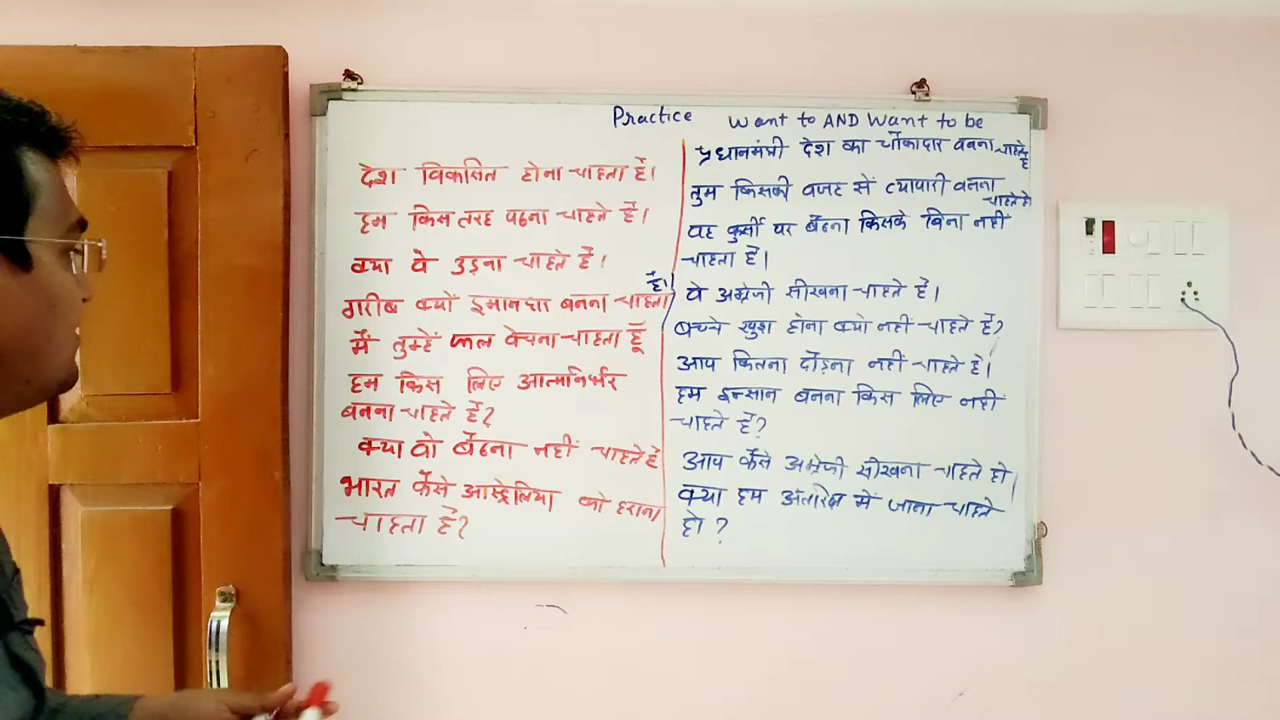 Practice Want to AND Want to be
देश विकसित होना चाहता हैं।
हम किस तरह पढना चाहते हैं।
क्या वे उड़ना चाहते हैं।
गरीब क्यों इमानदार बनना चाहता हैं।
मैं तुम्हें फल बेचना चाहता हूँ
हम किस लिए आत्मनिर्भर
बनना चाहते हैं?
क्या वो बैठना नहीं चाहते है
भारत कैसे आस्ट्रेलिया को हराना
चाहता हैं?
प्रधानमंत्री देश का चौकादार बनना चाहते है
तुम किसकी वजह सें व्यापारी बनना चाहते हो
वह कुर्सी पर बैठना किसके बिना नहीं
चाहता हैं।
वे अंग्रेजी सीखना चाहते हैं।
बच्चे खुश होना क्यो नहीं चाहते हैं?
आप कितना दौड़ना नहीं चाहते है।
हम इन्सान बनना किस लिए नहीं
चाहते हैं?
आप कैसे अंग्रेजी सीखना चाहते हो।
क्या हम अंतरिक्ष में जाना चाहते
हो ?